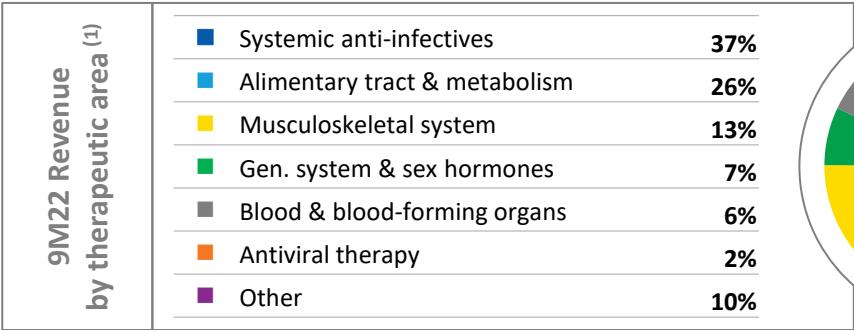 9M22 Revenue
by therapeutic area (1)
Systemic anti-infectives 37%
Alimentary tract & metabolism 26%
Musculoskeletal system 13%
Gen. system & sex hormones 7%
Blood & blood-forming organs 6%
Antiviral therapy 2%
Other 10%